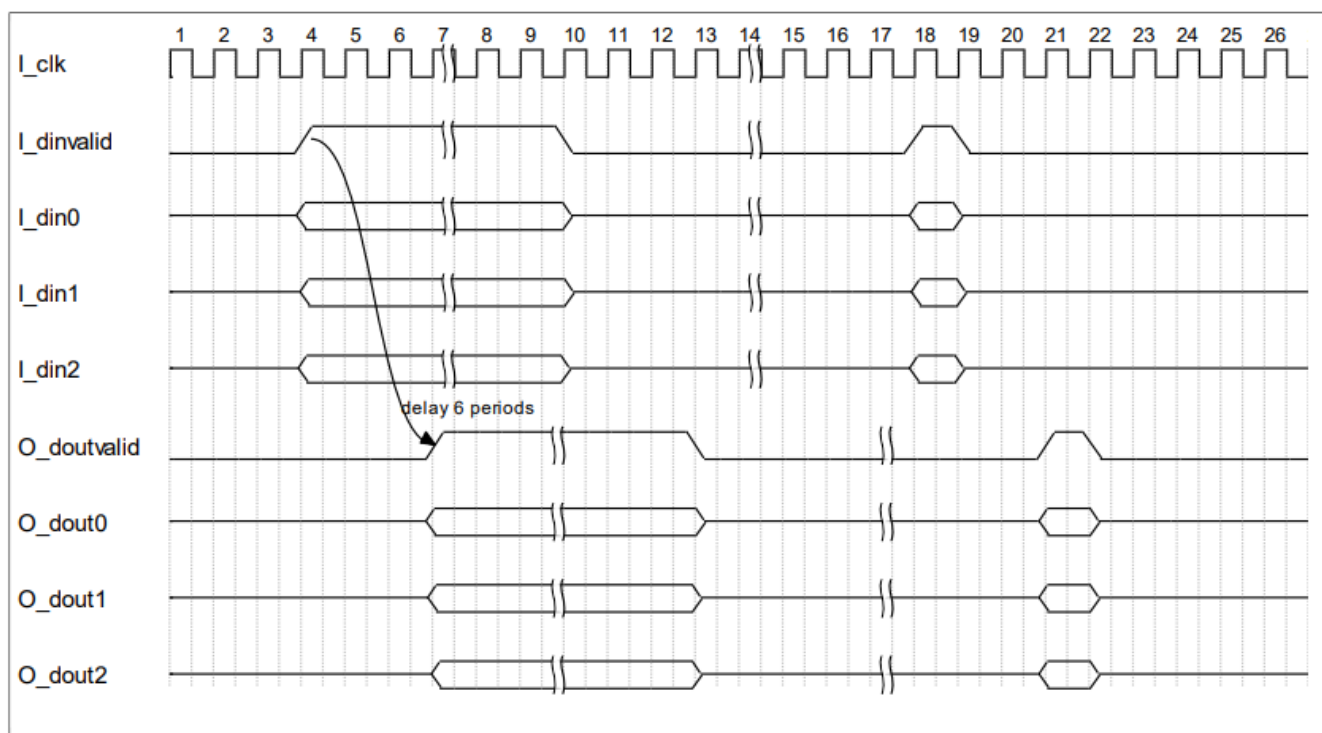 1 2 3 4 5 6 7 8 9 10 11 12 13 14 15 16 17 18 19 20 21 22 23 24 25 26
I_clk
I_dinvalid
I_din0
I_din1
I_din2
delay 6 periods
O_doutvalid
O_dout0
O_dout1
O_dout2